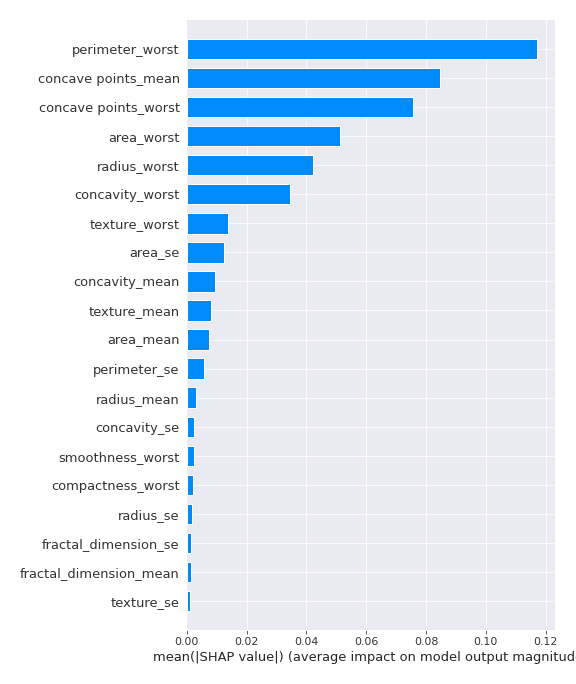 perimeter_worst
concave points_mean
concave points_worst
area_worst
radius_worst
concavity_worst
texture_worst
area_se
concavity_mean
texture_mean
area_mean
perimeter_se
radius_mean
concavity_se
smoothness_worst
compactness_worst
radius_se
fractal_dimension_se
fractal_dimension_mean
texture_se
0.00 0.02 0.04 0.06 0.08 0.10 0.12
mean(|SHAP value|) (average impact on model output magnitud